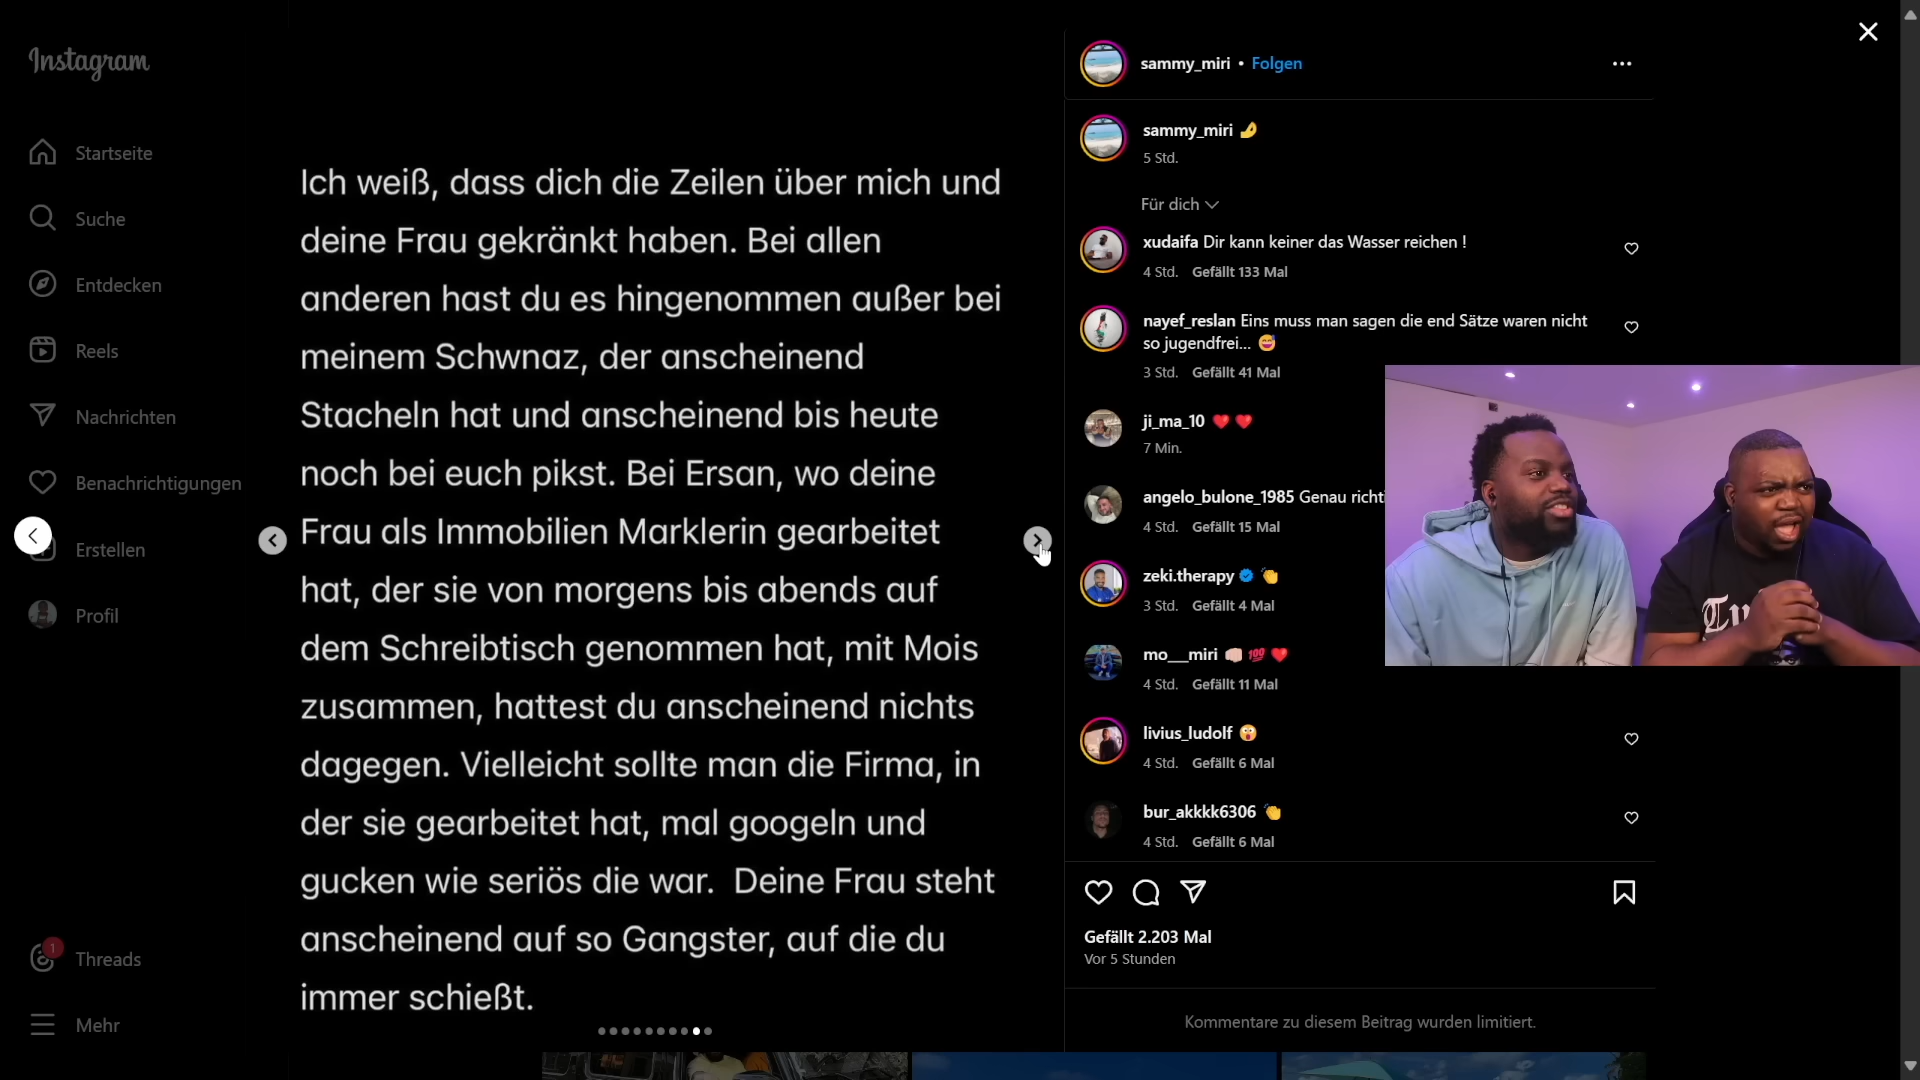 Instagram
Startseite
Suche
Entdecken
Reels
Nachrichten
Benachrichtigungen
Erstellen
Profil
1
Threads
Mehr
Ich weiß, dass dich die Zeilen über mich und
deine Frau gekränkt haben. Bei allen
anderen hast du es hingenommen außer bei
meinem Schwnaz, der anscheinend
Stacheln hat und anscheinend bis heute
noch bei euch pikst. Bei Ersan, wo deine
Frau als Immobilien Marklerin gearbeitet
hat, der sie von morgens bis abends auf
dem Schreibtisch genommen hat, mit Mois
zusammen, hattest du anscheinend nichts
dagegen. Vielleicht sollte man die Firma, in
der sie gearbeitet hat, mal googeln und
gucken wie seriös die war. Deine Frau steht
anscheinend auf so Gangster, auf die du
immer schießt.
sammy_miri • Folgen
sammy_miri 🤌
5 Std.
Für dich
xudaifa Dir kann keiner das Wasser reichen !
4 Std. Gefällt 133 Mal
nayef_reslan Eins muss man sagen die end Sätze waren nicht
so jugendfrei... 😅
3 Std. Gefällt 41 Mal
ji_ma_10 ❤️ ❤️
7 Min.
angelo_bulone_1985 Genau richti
4 Std. Gefällt 15 Mal
zeki.therapy 👏
3 Std. Gefällt 4 Mal
mo__miri 👊🏻 💯 ❤️
4 Std. Gefällt 11 Mal
livius_ludolf 😲
4 Std. Gefällt 6 Mal
bur_akkkk6306 👏
4 Std. Gefällt 6 Mal
Gefällt 2.203 Mal
Vor 5 Stunden
Kommentare zu diesem Beitrag wurden limitiert.